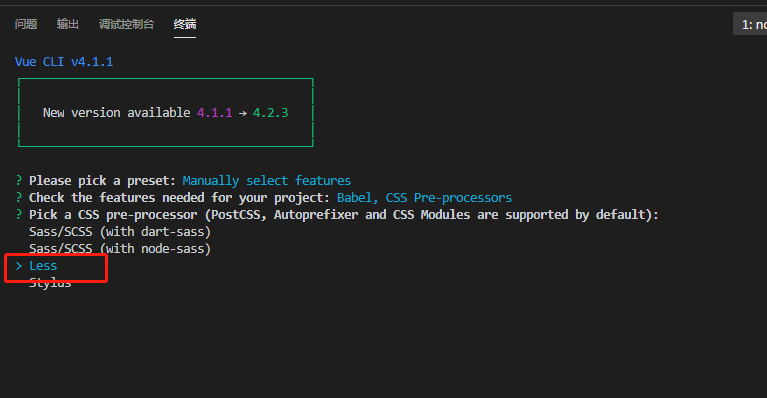 问题 输出 调试控制台 终端 1: no
Vue CLI v4.1.1
New version available 4.1.1 → 4.2.3
? Please pick a preset: Manually select features
? Check the features needed for your project: Babel, CSS Pre-processors
? Pick a CSS pre-processor (PostCSS, Autoprefixer and CSS Modules are supported by default):
Sass/SCSS (with dart-sass)
Sass/SCSS (with node-sass)
> Less
Stylus